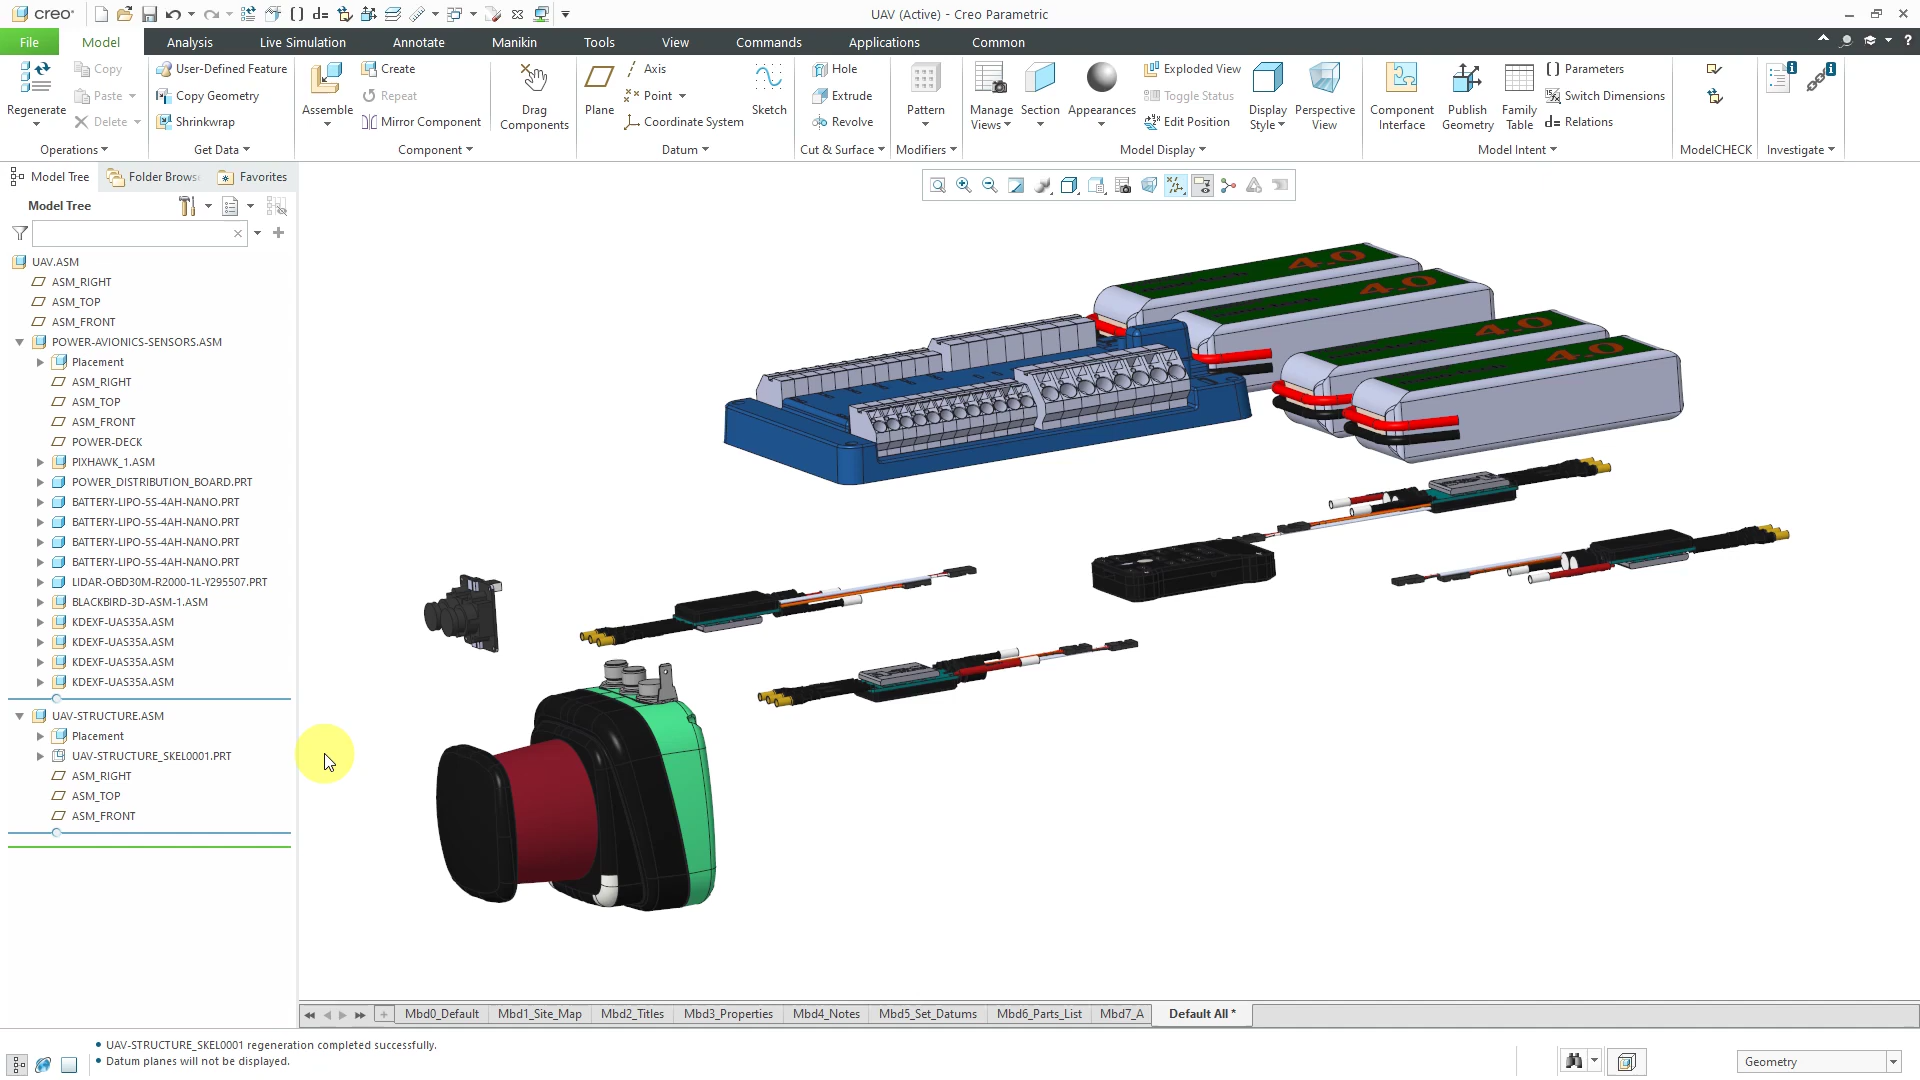 creo
d=
UAV (Active) - Creo Parametric
File
Model
Analysis
Live Simulation
Annotate
Manikin
Tools
View
Commands
Applications
Common
?
Regenerate
Copy
Paste
Delete
Operations
User-Defined Feature
Copy Geometry
Shrinkwrap
Get Data
Assemble
Create
Repeat
Mirror Component
Drag
Components
Component
Plane
Axis
Point
Coordinate System
Sketch
Datum
Hole
Extrude
Revolve
Cut & Surface
Pattern
Modifiers
Manage
Views
Section
Appearances
Exploded View
Toggle Status
Edit Position
Display
Style
Perspective
View
Model Display
Component
Interface
Publish
Geometry
Family
Table
Parameters
Switch Dimensions
d= Relations
Model Intent
ModelCHECK
Investigate
Model Tree
Folder Brows
Favorites
Model Tree
UAV.ASM
ASM_RIGHT
ASM_TOP
ASM_FRONT
POWER-AVIONICS-SENSORS.ASM
Placement
ASM_RIGHT
ASM_TOP
ASM_FRONT
POWER-DECK
PIXHAWK_1.ASM
POWER_DISTRIBUTION_BOARD.PRT
BATTERY-LIPO-5S-4AH-NANO.PRT
BATTERY-LIPO-5S-4AH-NANO.PRT
BATTERY-LIPO-5S-4AH-NANO.PRT
BATTERY-LIPO-5S-4AH-NANO.PRT
LIDAR-OBD30M-R2000-1L-Y295507.PRT
BLACKBIRD-3D-ASM-1.ASM
KDEXF-UAS35A.ASM
KDEXF-UAS35A.ASM
KDEXF-UAS35A.ASM
KDEXF-UAS35A.ASM
UAV-STRUCTURE.ASM
Placement
UAV-STRUCTURE_SKEL0001.PRT
ASM_RIGHT
ASM_TOP
ASM_FRONT
4.0
4.0
4.0
4.0
Mbd0_Default
Mbd1_Site_Map
Mbd2_Titles
Mbd3_Properties
Mbd4_Notes
Mbd5_Set_Datums
Mbd6_Parts_List
Mbd7_A
Default All *
• UAV-STRUCTURE_SKEL0001 regeneration completed successfully.
• Datum planes will not be displayed.
Geometry